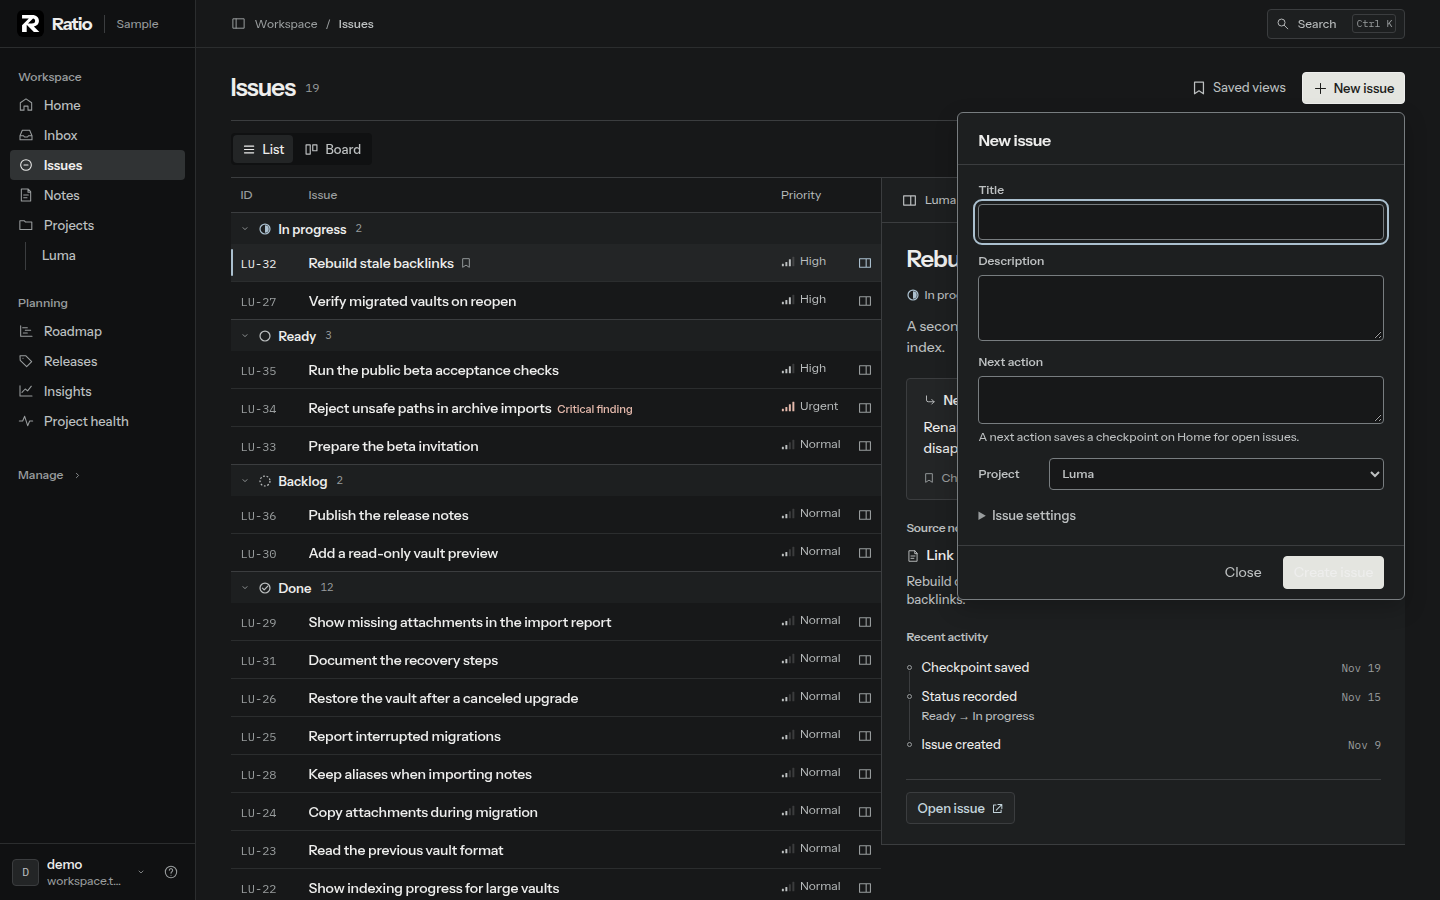 Ratio
Sample
Workspace
Home
Inbox
Issues
Notes
Projects
Luma
Planning
Roadmap
Releases
Insights
Project health
Manage
D
demo
workspace.t...
Workspace / Issues
Search Ctrl K
Issues 19
Saved views
New issue
List
Board
ID Issue Priority
In progress 2
LU-32 Rebuild stale backlinks High
LU-27 Verify migrated vaults on reopen High
Ready 3
LU-35 Run the public beta acceptance checks High
LU-34 Reject unsafe paths in archive imports Critical finding Urgent
LU-33 Prepare the beta invitation Normal
Backlog 2
LU-36 Publish the release notes Normal
LU-30 Add a read-only vault preview Normal
Done 12
LU-29 Show missing attachments in the import report Normal
LU-31 Document the recovery steps Normal
LU-26 Restore the vault after a canceled upgrade Normal
LU-25 Report interrupted migrations Normal
LU-28 Keep aliases when importing notes Normal
LU-24 Copy attachments during migration Normal
LU-23 Read the previous vault format Normal
LU-22 Show indexing progress for large vaults Normal
Luma
Rebu
In pro
A secon
index.
Ne
Rena
disap
Ch
Source no
Link
Rebuild
backlinks.
Recent activity
Checkpoint saved Nov 19
Status recorded Nov 15
Ready → In progress
Issue created Nov 9
Open issue
New issue
Title
Description
Next action
A next action saves a checkpoint on Home for open issues.
Project Luma
Issue settings
Close
Create issue